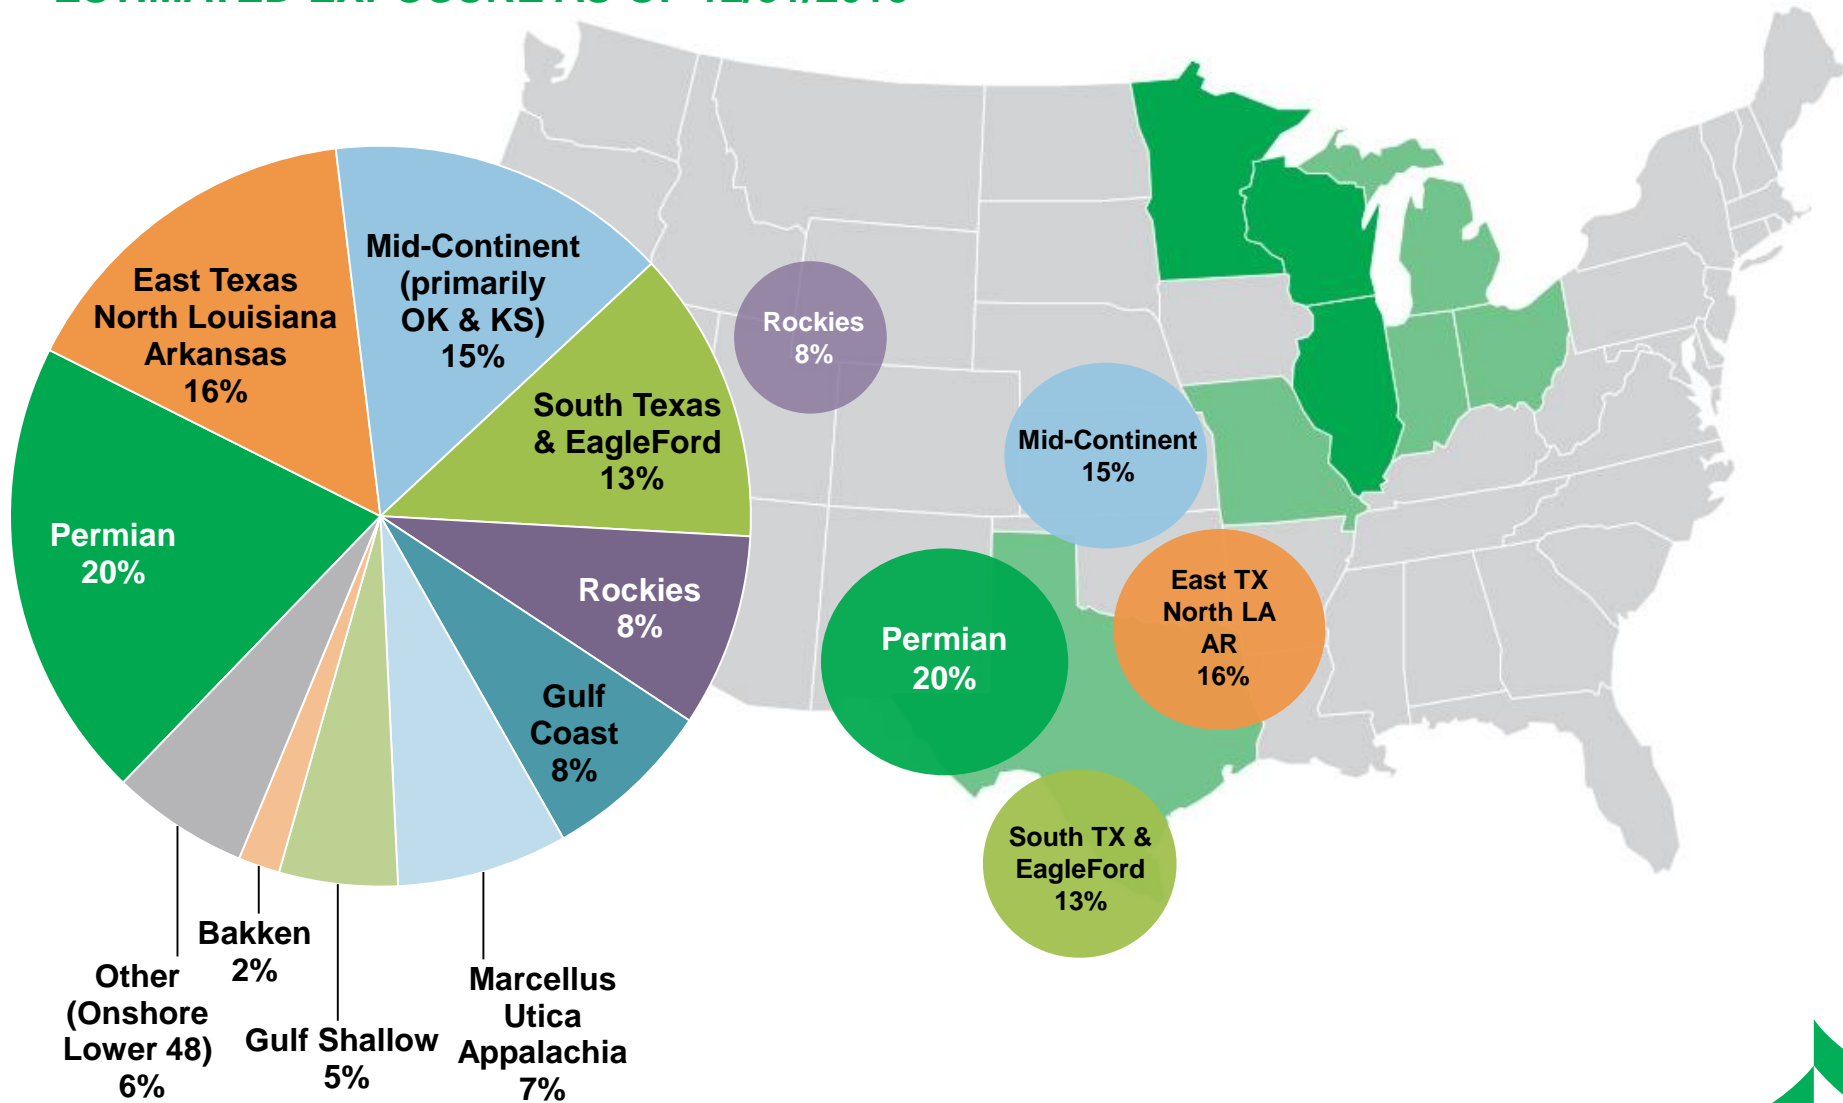 Mid-Continent
(primarily
OK & KS)
15%
East Texas
North Louisiana
Arkansas
16%
South Texas
& EagleFord
13%
Permian
20%
Rockies
8%
Gulf
Coast
8%
Bakken
2%
Other
(Onshore
Lower 48)
6%
Gulf Shallow
5%
Marcellus
Utica
Appalachia
7%
Rockies
8%
Mid-Continent
15%
East TX
North LA
AR
16%
Permian
20%
South TX &
EagleFord
13%